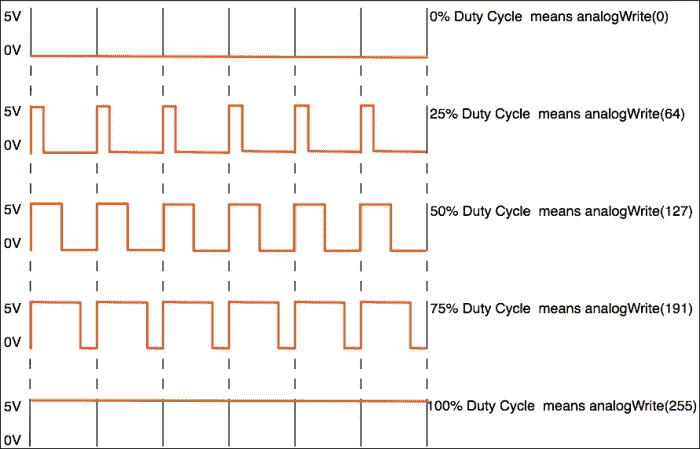 5V 0% Duty Cycle means analogWrite(0)
0V
5V 25% Duty Cycle means analogWrite(64)
0V
5V 50% Duty Cycle means analogWrite(127)
0V
5V 75% Duty Cycle means analogWrite(191)
0V
5V 100% Duty Cycle means analogWrite(255)
0V